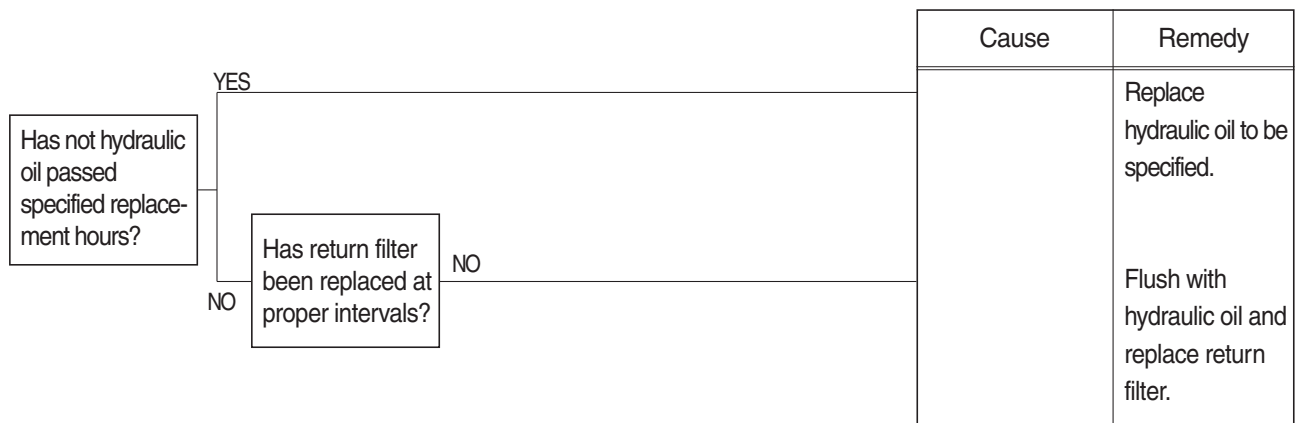 Cause Remedy
YES
Replace
hydraulic oil to be
specified.
Has not hydraulic
oil passed
specified replace-
ment hours?
Has return filter
been replaced at
proper intervals?
NO
NO
Flush with
hydraulic oil and
replace return
filter.